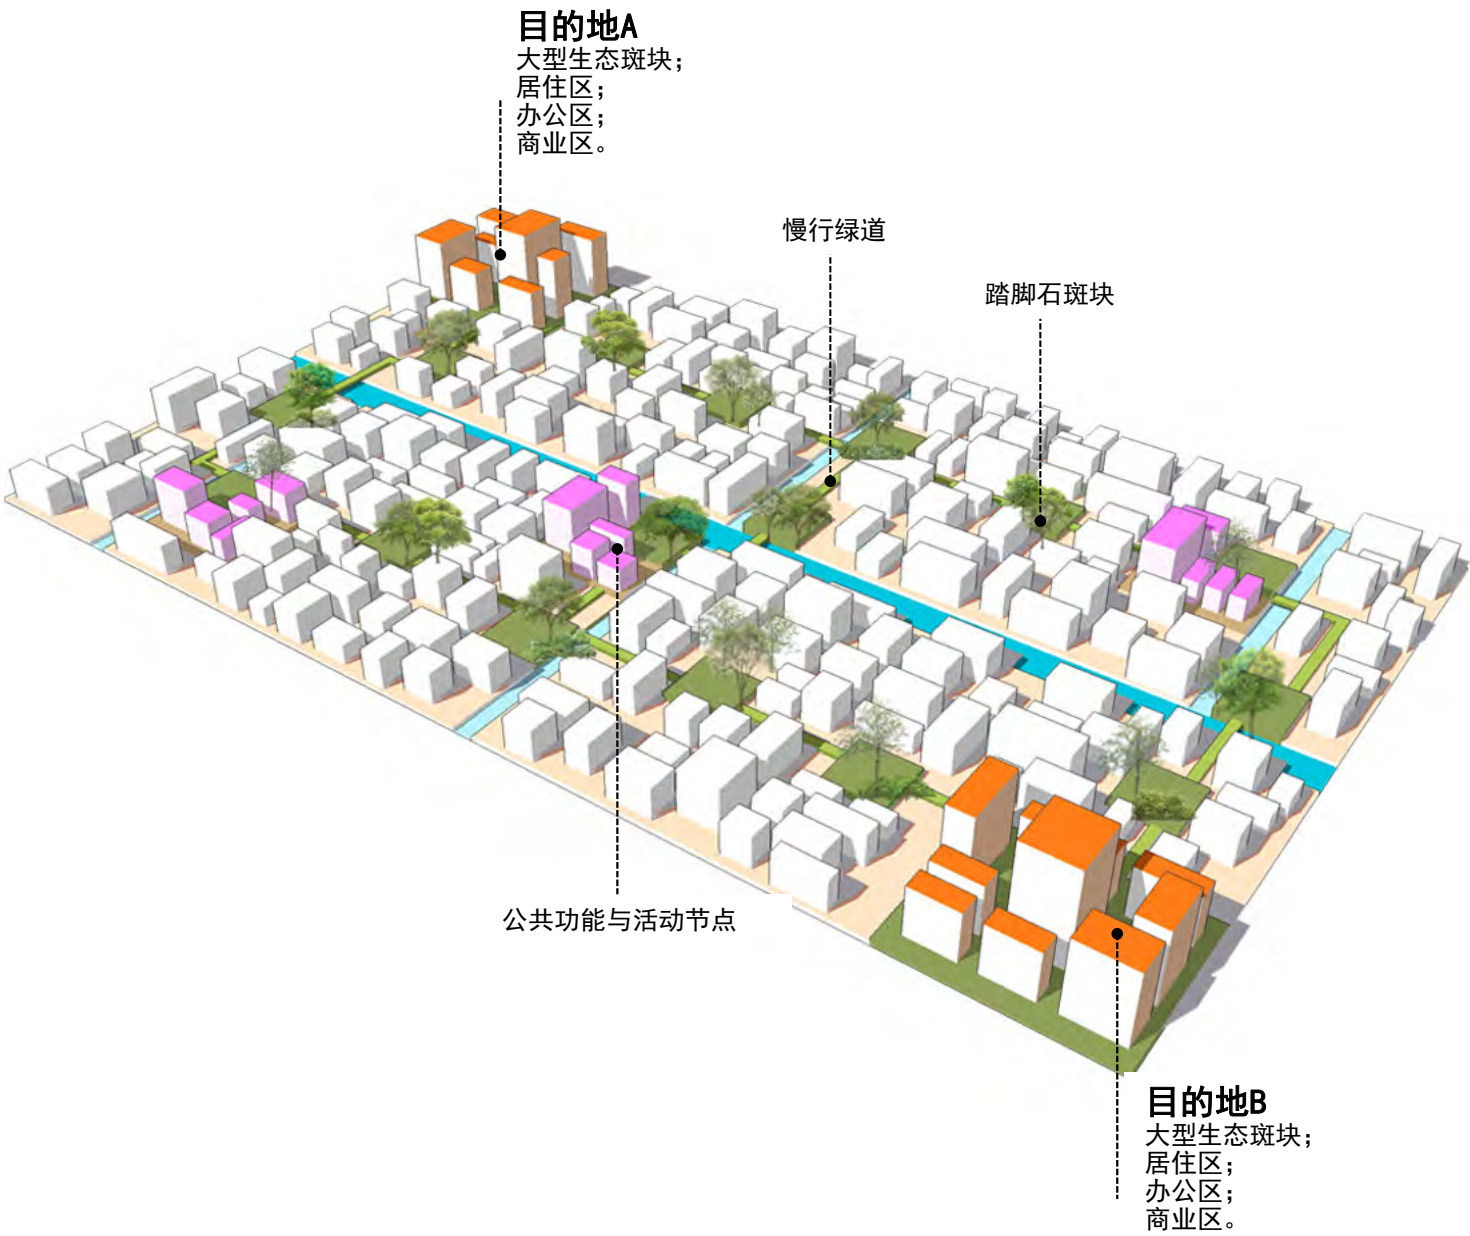 目的地A
大型生态斑块；
居住区；
办公区；
商业区。
慢行绿道
踏脚石斑块
公共功能与活动节点
目的地B
大型生态斑块；
居住区；
办公区；
商业区。